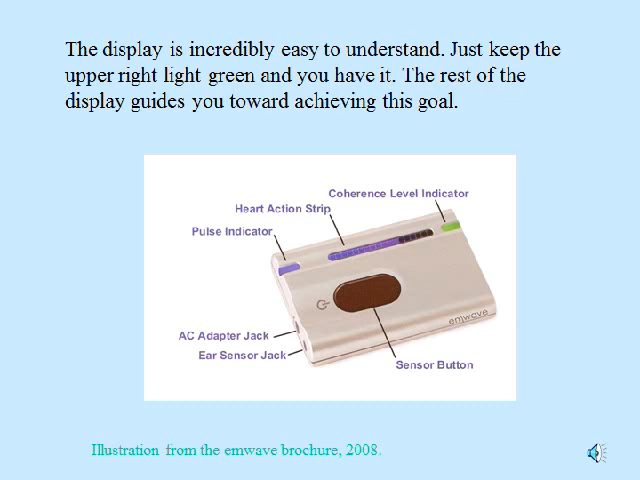 The display is incredibly easy to understand. Just keep the
upper right light green and you have it. The rest of the
display guides you toward achieving this goal.
Coherence Level Indicator
Heart Action Strip
Pulse Indicator
AC Adapter Jack
Ear Sensor Jack
emwave
Sensor Button
Illustration from the emwave brochure, 2008.